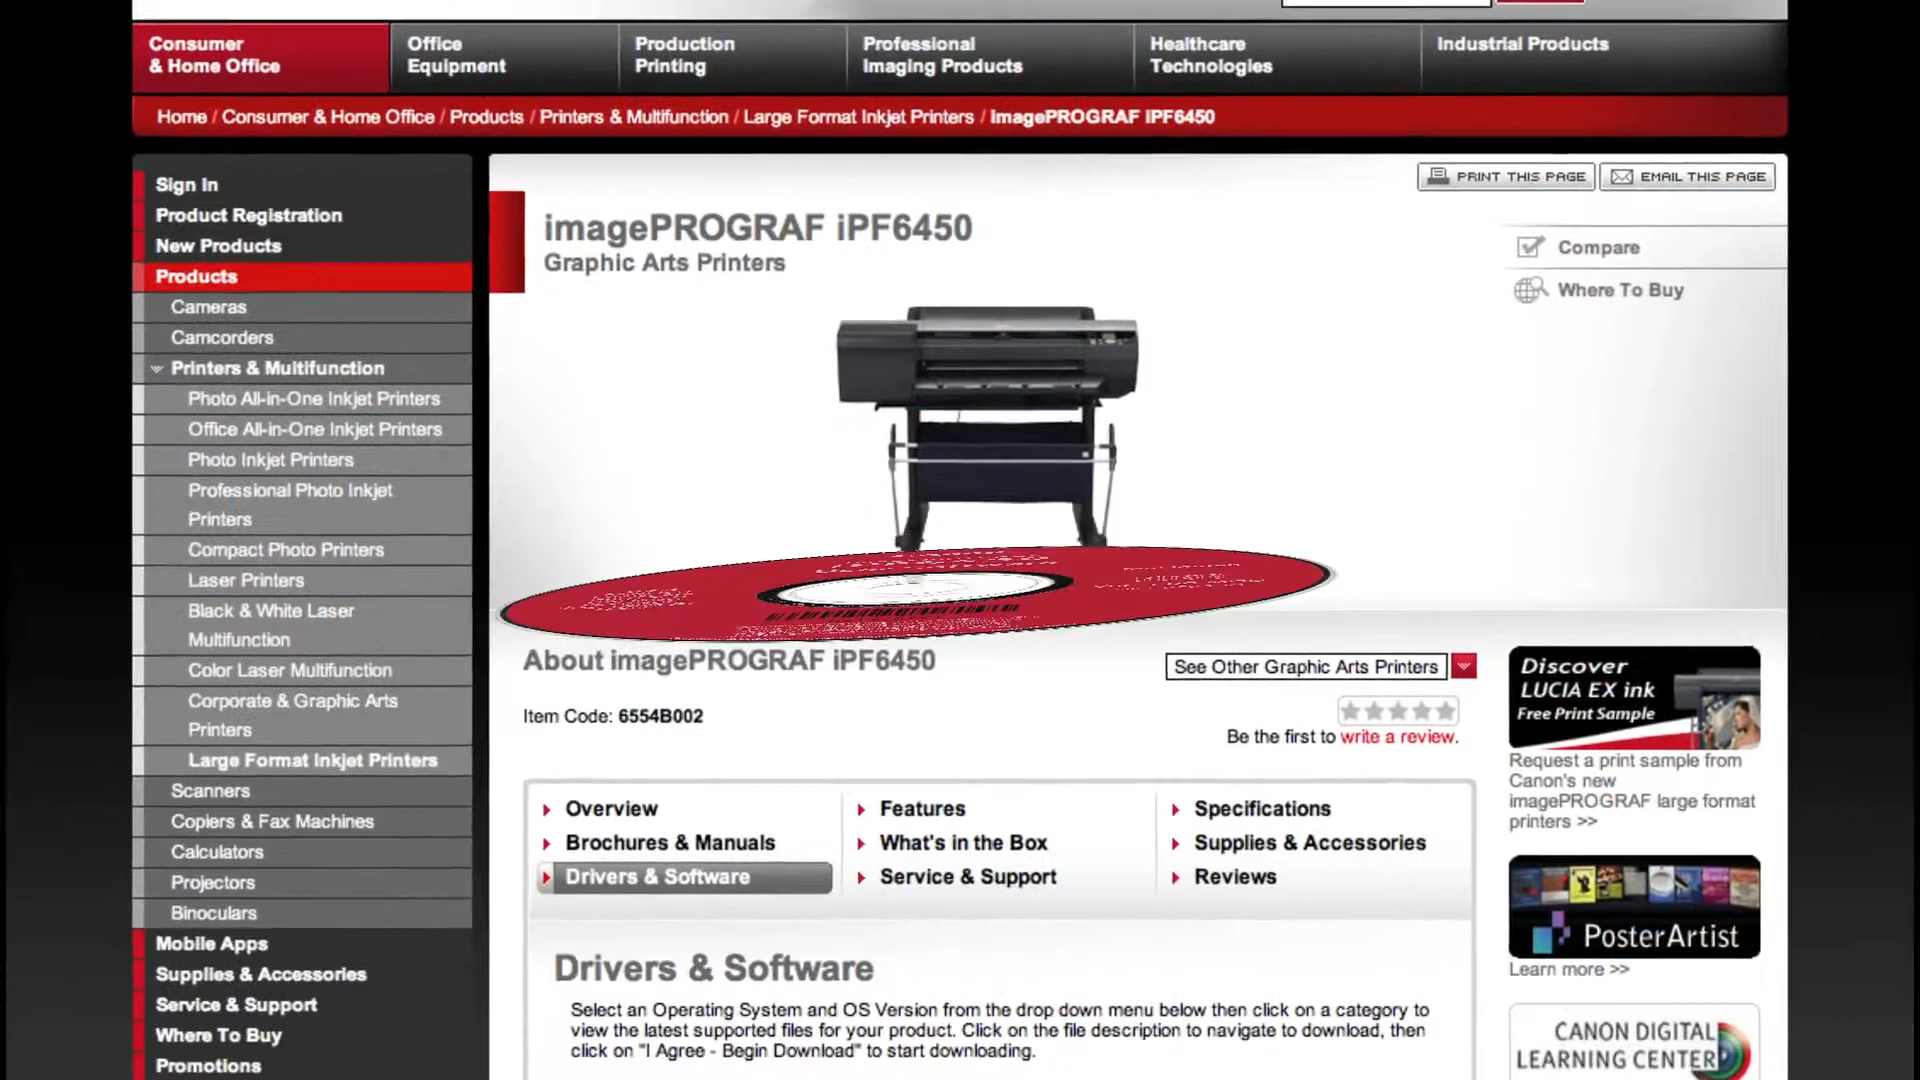 Consumer
& Home Office
Office
Equipment
Production
Printing
Professional
Imaging Products
Healthcare
Technologies
Industrial Products
Home / Consumer & Home Office / Products / Printers & Multifunction / Large Format Inkjet Printers / imagePROGRAF iPF6450
Sign In
Product Registration
New Products
Products
Cameras
Camcorders
Printers & Multifunction
Photo All-in-One Inkjet Printers
Office All-in-One Inkjet Printers
Photo Inkjet Printers
Professional Photo Inkjet
Printers
Compact Photo Printers
Laser Printers
Black & White Laser
Multifunction
Color Laser Multifunction
Corporate & Graphic Arts
Printers
Large Format Inkjet Printers
Scanners
Copiers & Fax Machines
Calculators
Projectors
Binoculars
Mobile Apps
Supplies & Accessories
Service & Support
Where To Buy
Promotions
PRINT THIS PAGE
EMAIL THIS PAGE
imagePROGRAF iPF6450
Graphic Arts Printers
Compare
Where To Buy
About imagePROGRAF iPF6450
See Other Graphic Arts Printers
Item Code: 6554B002
Be the first to write a review.
Overview
Features
Specifications
Brochures & Manuals
What's in the Box
Supplies & Accessories
Drivers & Software
Service & Support
Reviews
Drivers & Software
Select an Operating System and OS Version from the drop down menu below then click on a category to
view the latest supported files for your product. Click on the file description to navigate to download, then
click on "I Agree - Begin Download" to start downloading.
Discover
LUCIA EX ink
Free Print Sample
Request a print sample from
Canon's new
imagePROGRAF large format
printers >>
PosterArtist
Learn more >>
CANON DIGITAL
LEARNING CENTER